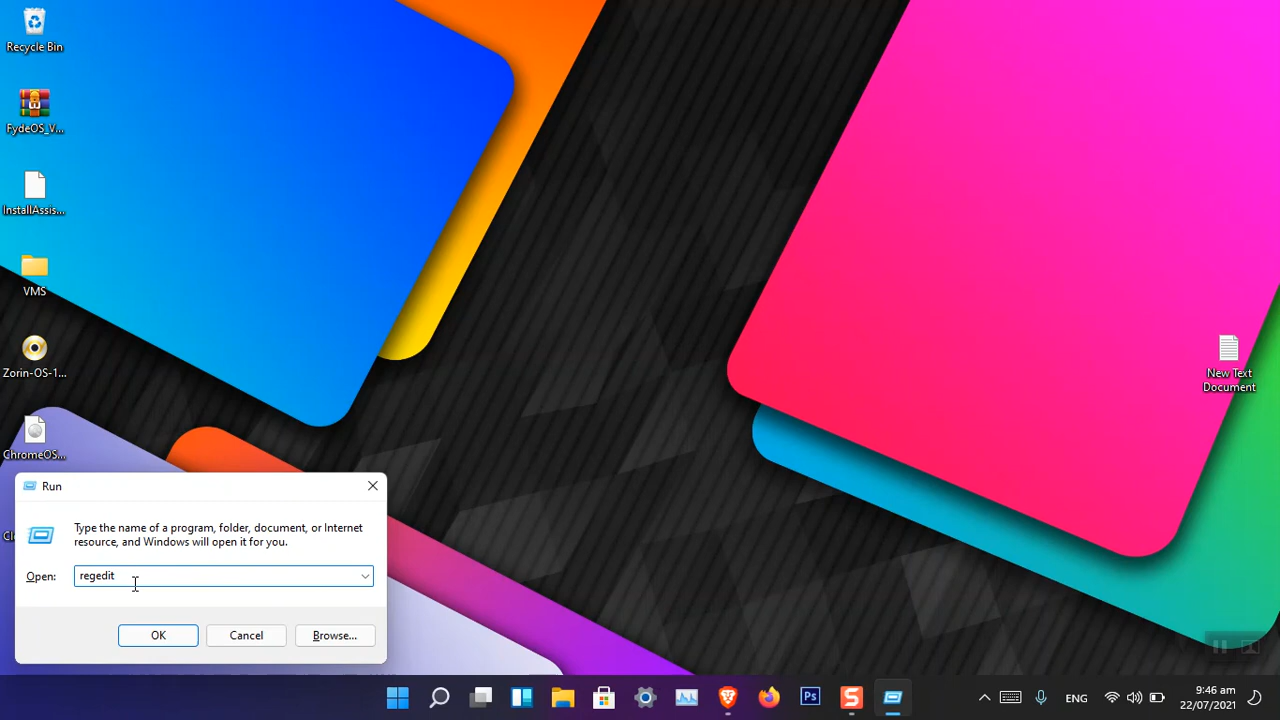 Recycle Bin
FydeOS_V...
InstallAssis...
VMS
Zorin-OS-1...
ChromeOS...
New Text
Document
Run
Type the name of a program, folder, document, or Internet
resource, and Windows will open it for you.
Open:
regedit
OK
Cancel
Browse...
Ps
S
ENG
9:46 am
22/07/2021